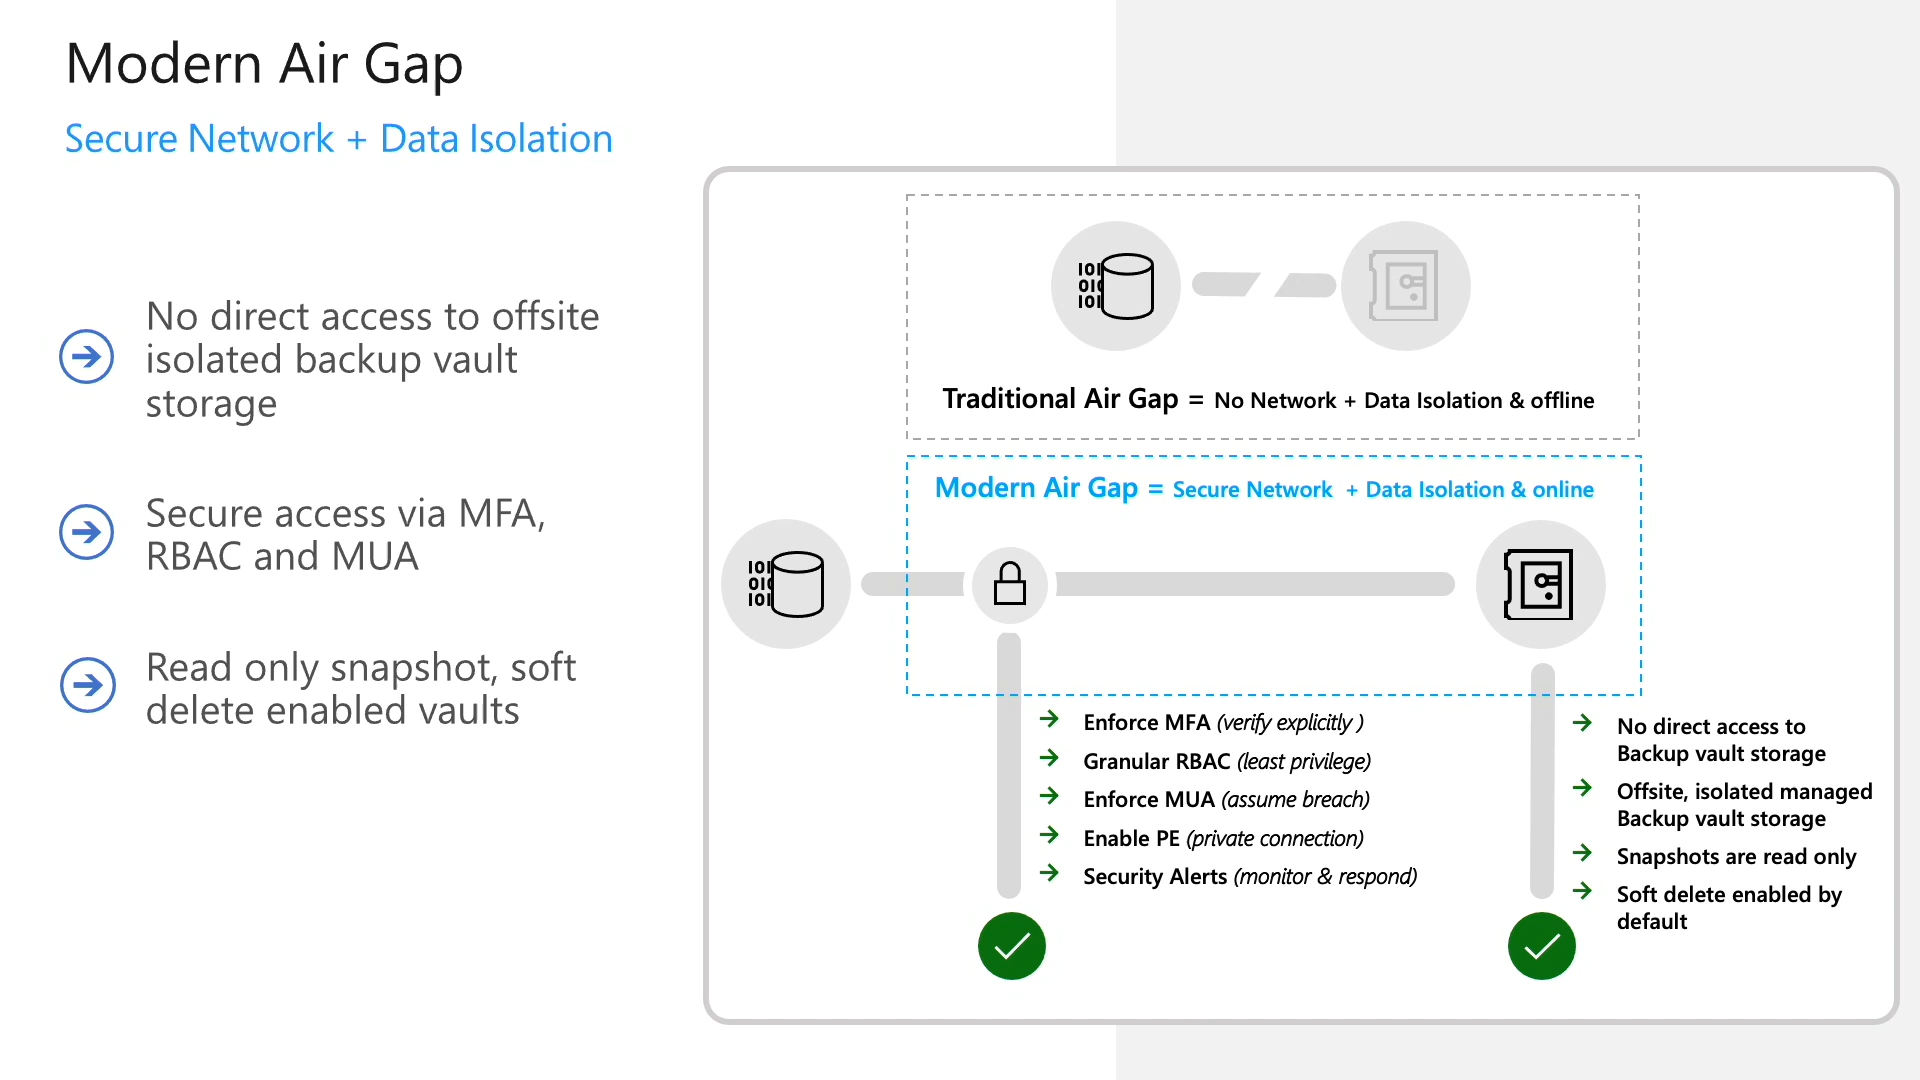 Modern Air Gap
Secure Network + Data Isolation
No direct access to offsite
isolated backup vault
storage
Secure access via MFA,
RBAC and MUA
Read only snapshot, soft
delete enabled vaults
Traditional Air Gap = No Network + Data Isolation & offline
Modern Air Gap = Secure Network + Data Isolation & online
Enforce MFA (verify explicitly )
Granular RBAC (least privilege)
Enforce MUA (assume breach)
Enable PE (private connection)
Security Alerts (monitor & respond)
No direct access to
Backup vault storage
Offsite, isolated managed
Backup vault storage
Snapshots are read only
Soft delete enabled by
default